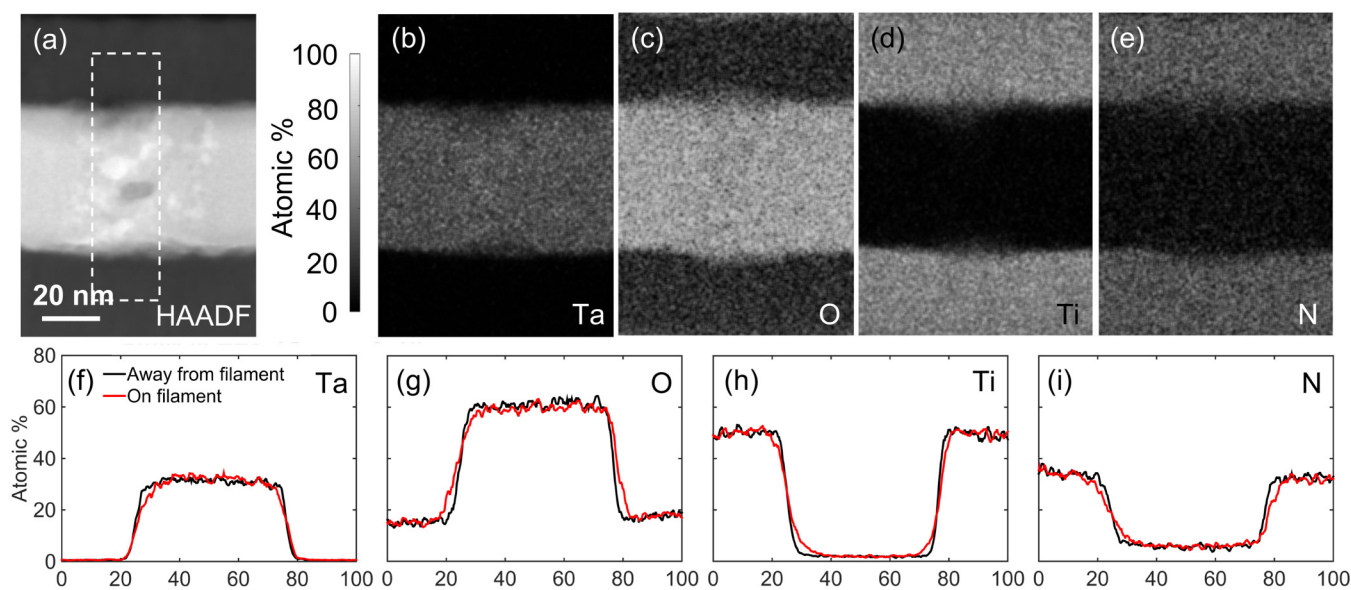 (a)
20 nm
HAADF
Atomic %
100
80
60
40
20
0
(b)
Ta
(c)
O
(d)
Ti
(e)
N
Atomic %
80
60
40
20
0
(f)
Away from filament
On filament
Ta
0 20 40 60 80 100
(g)
O
0 20 40 60 80 100
(h)
Ti
0 20 40 60 80 100
(i)
N
0 20 40 60 80 100